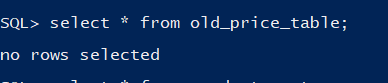 SQL> select * from old_price_table;
no rows selected